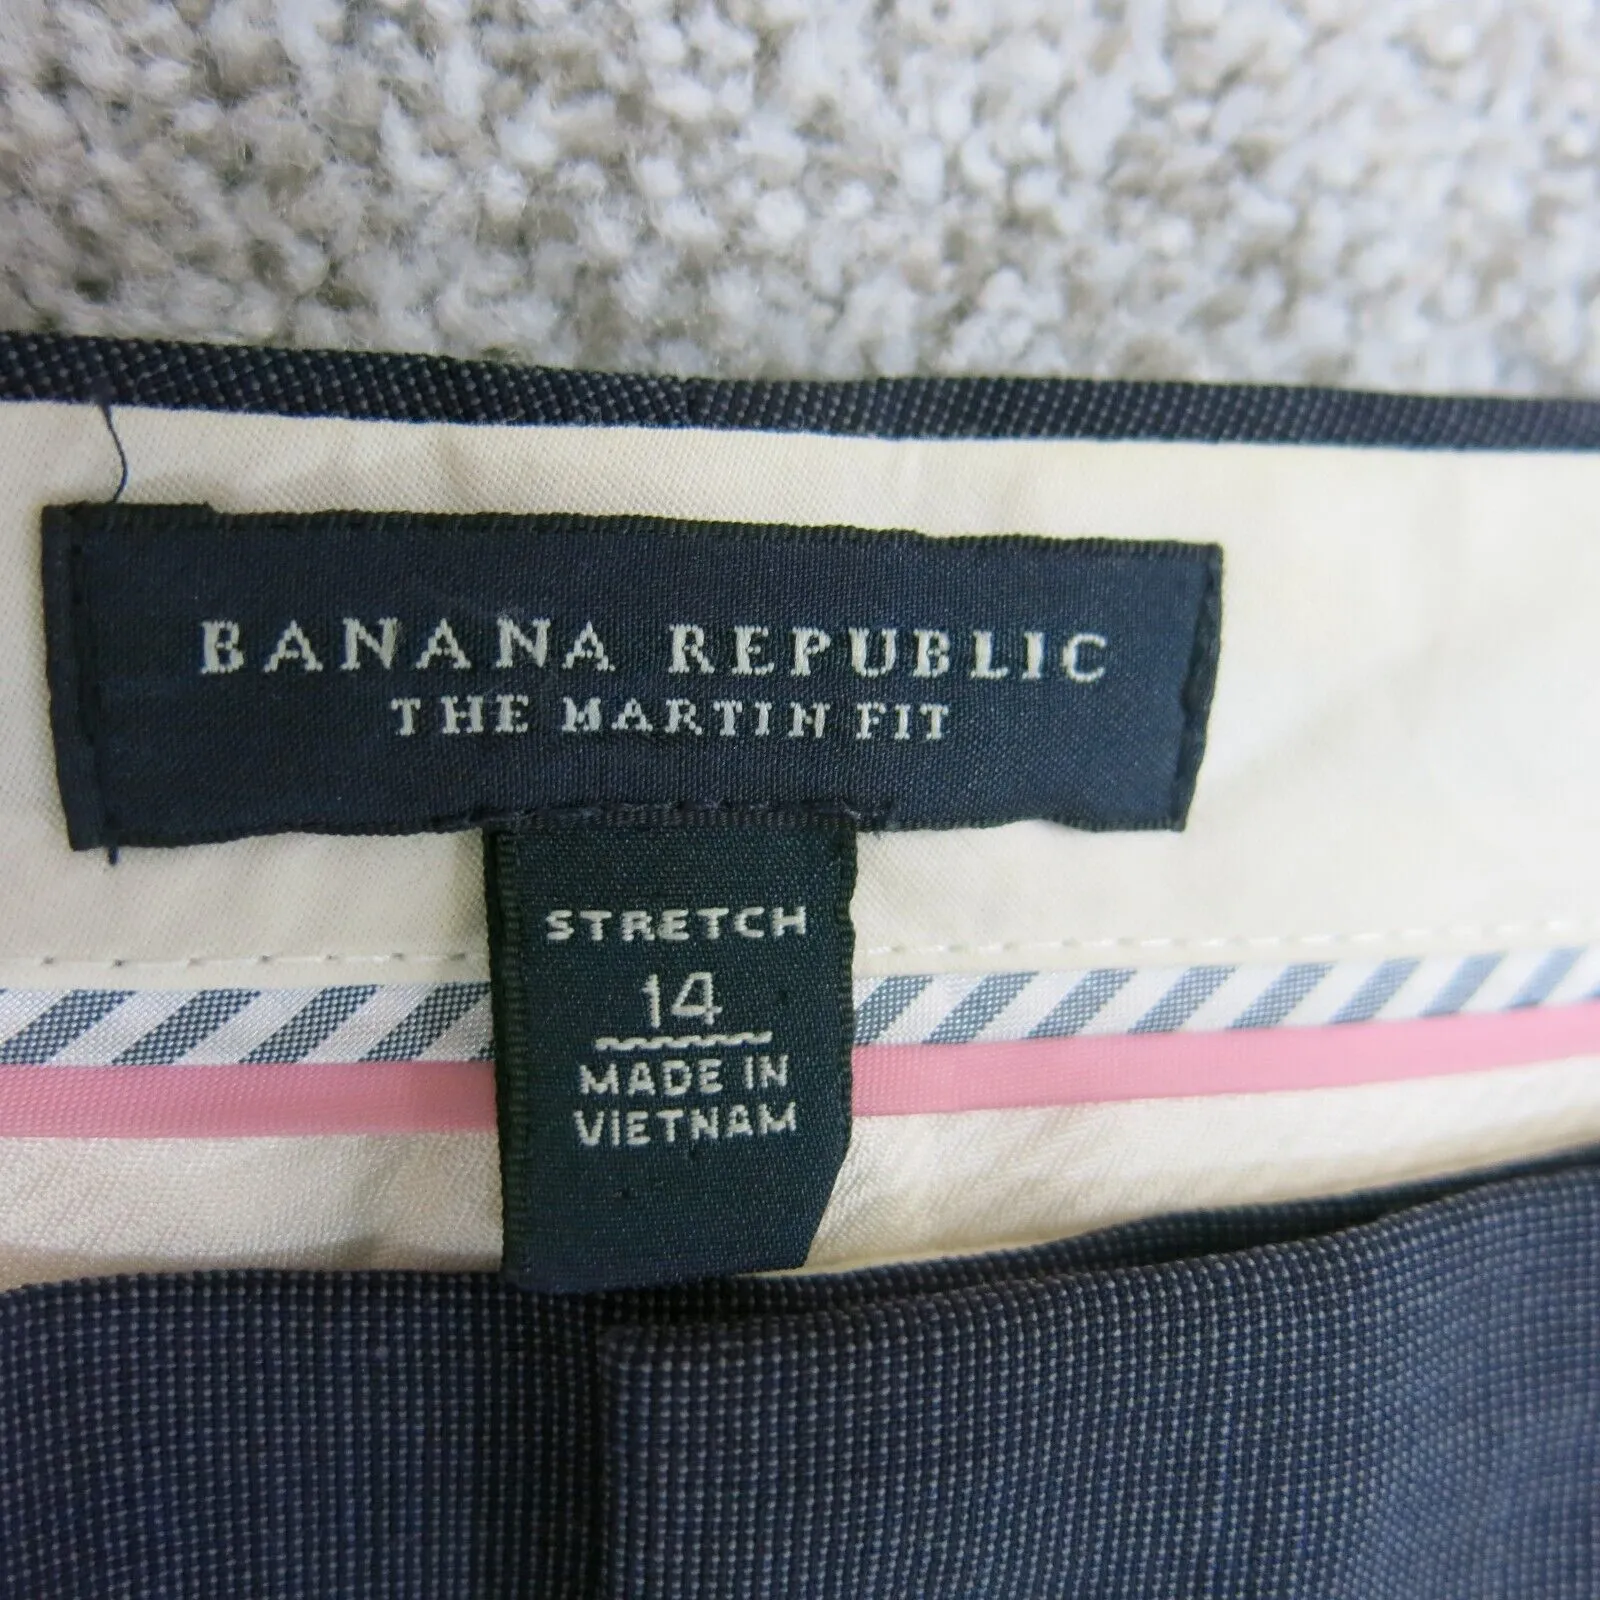 BANANA REPUBLIC
THE MARTIN FIT
STRETCH
14
MADE IN
VIETNAM